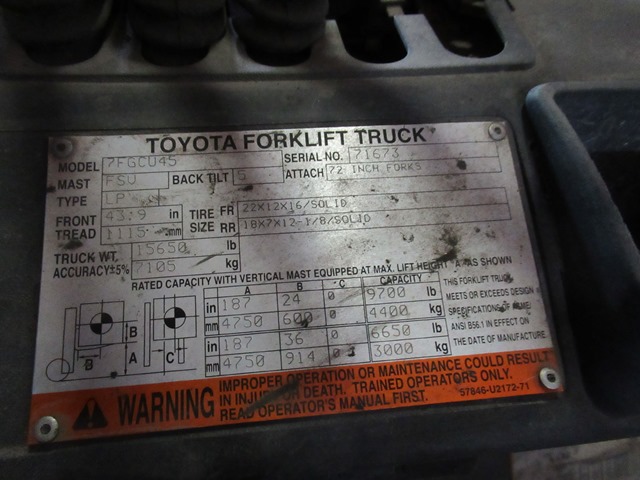 TOYOTA FORKLIFT TRUCK
MODEL 7FGCU45 SERIAL NO. 71673
MAST FSV BACK TILT 5 ATTACH 72 INCH FORKS
TYPE LP
FRONT TREAD 43.9 in TIRE SIZE FR 22X12X16/SOLID
1115 mm RR 18X7X12-1/8/SOLID
TRUCK WT. 15650 lb
ACCURACY±5% 7105 kg
RATED CAPACITY WITH VERTICAL MAST EQUIPPED AT MAX. LIFT HEIGHT A AS SHOWN
A B C CAPACITY
in 187 24 0 9700 lb
mm 4750 600 0 4400 kg
in 187 36 0 6650 lb
mm 4750 914 0 3000 kg
B A B C
THIS FORKLIFT TRUCK
MEETS OR EXCEEDS DESIGN
SPECIFICATIONS OF
ANSI B56.1 IN EFFECT ON
THE DATE OF MANUFACTURE.
WARNING
IMPROPER OPERATION OR MAINTENANCE COULD RESULT
IN INJURY OR DEATH. TRAINED OPERATORS ONLY.
READ OPERATOR'S MANUAL FIRST.
57846-U2172-71